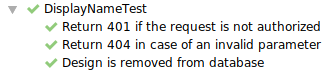 DisplayNameTest
Return 401 if the request is not authorized
Return 404 in case of an invalid parameter
Design is removed from database